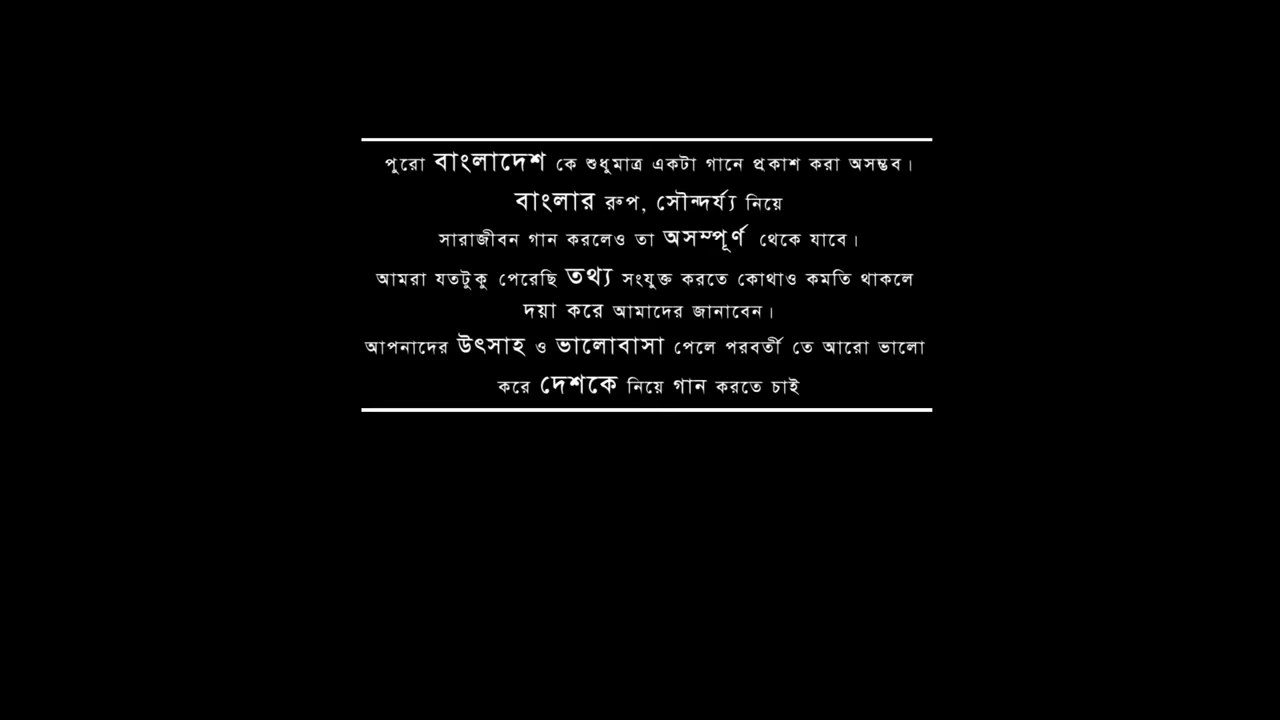 পুরো বাংলাদেশ কে শুধুমাত্র একটা গানে প্রকাশ করা অসম্ভব।
বাংলার রুপ, সৌন্দর্য্য নিয়ে
সারাজীবন গান করলেও তা অসম্পূর্ণ থেকে যাবে।
আমরা যতটুকু পেরেছি তথ্য সংযুক্ত করতে কোথাও কমতি থাকলে
দয়া করে আমাদের জানাবেন।
আপনাদের উৎসাহ ও ভালোবাসা পেলে পরবর্তী তে আরো ভালো
করে দেশকে নিয়ে গান করতে চাই